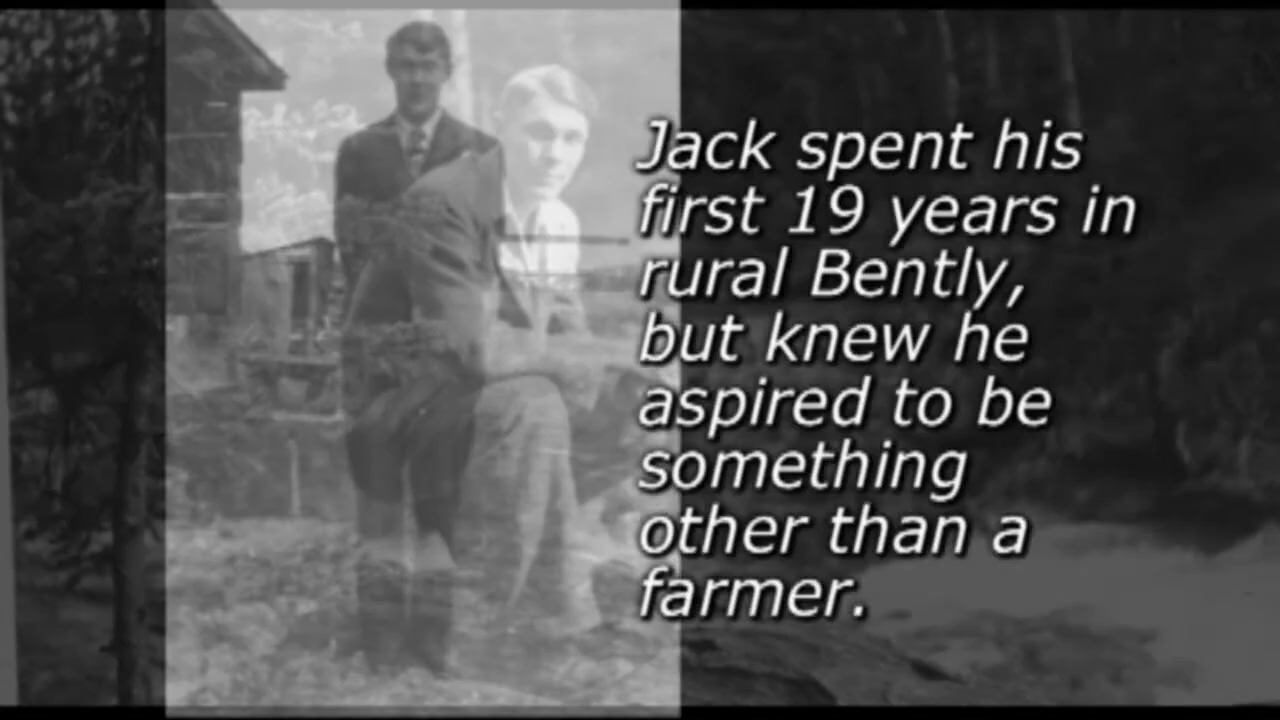 Jack spent his
first 19 years in
rural Bently,
but knew he
aspired to be
something
other than a
farmer.